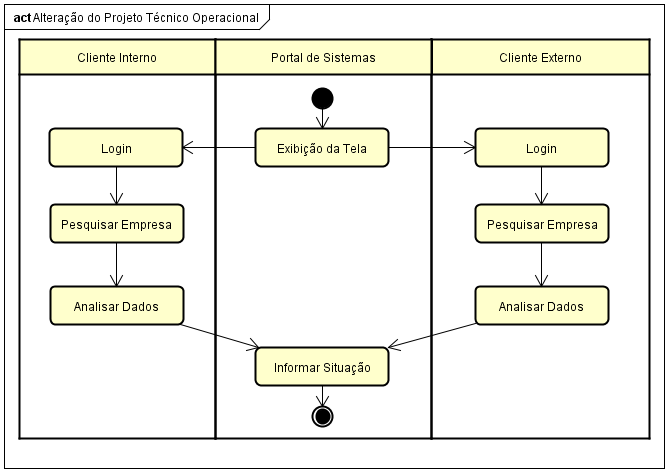 act Alteração do Projeto Técnico Operacional
Cliente Interno
Portal de Sistemas
Cliente Externo
Login
Exibição da Tela
Login
Pesquisar Empresa
Pesquisar Empresa
Analisar Dados
Analisar Dados
Informar Situação